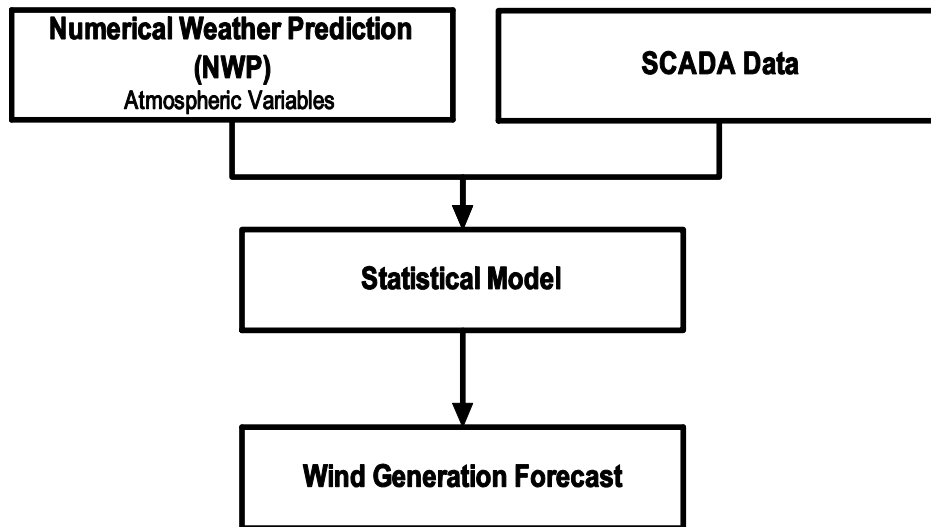 Numerical Weather Prediction
(NWP)
Atmospheric Variables
SCADA Data
Statistical Model
Wind Generation Forecast